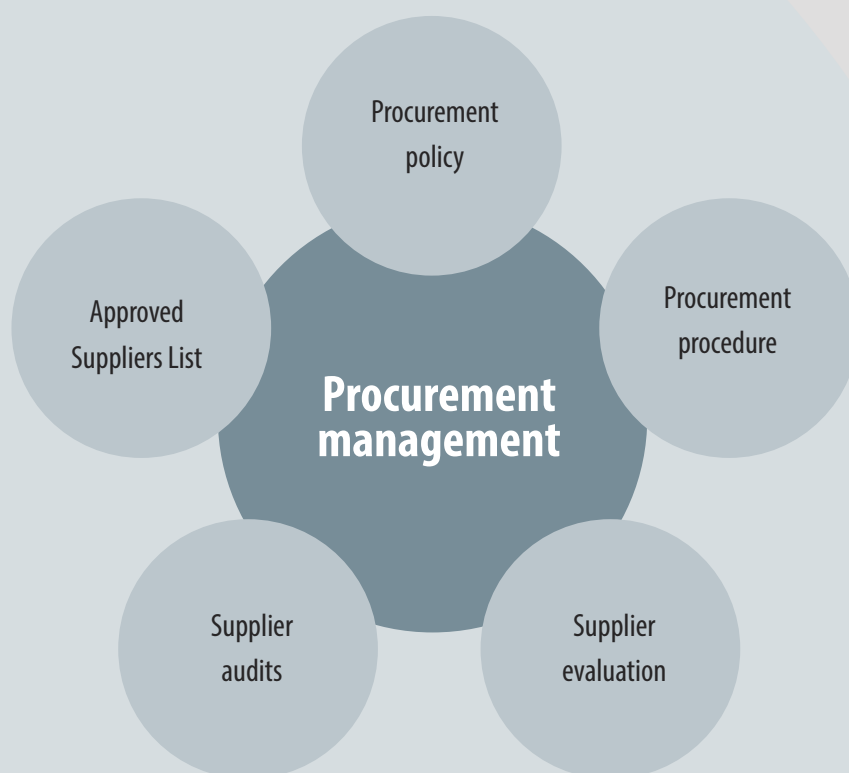 Procurement
policy
Approved
Suppliers List
Procurement
procedure
Procurement
management
Supplier
audits
Supplier
evaluation